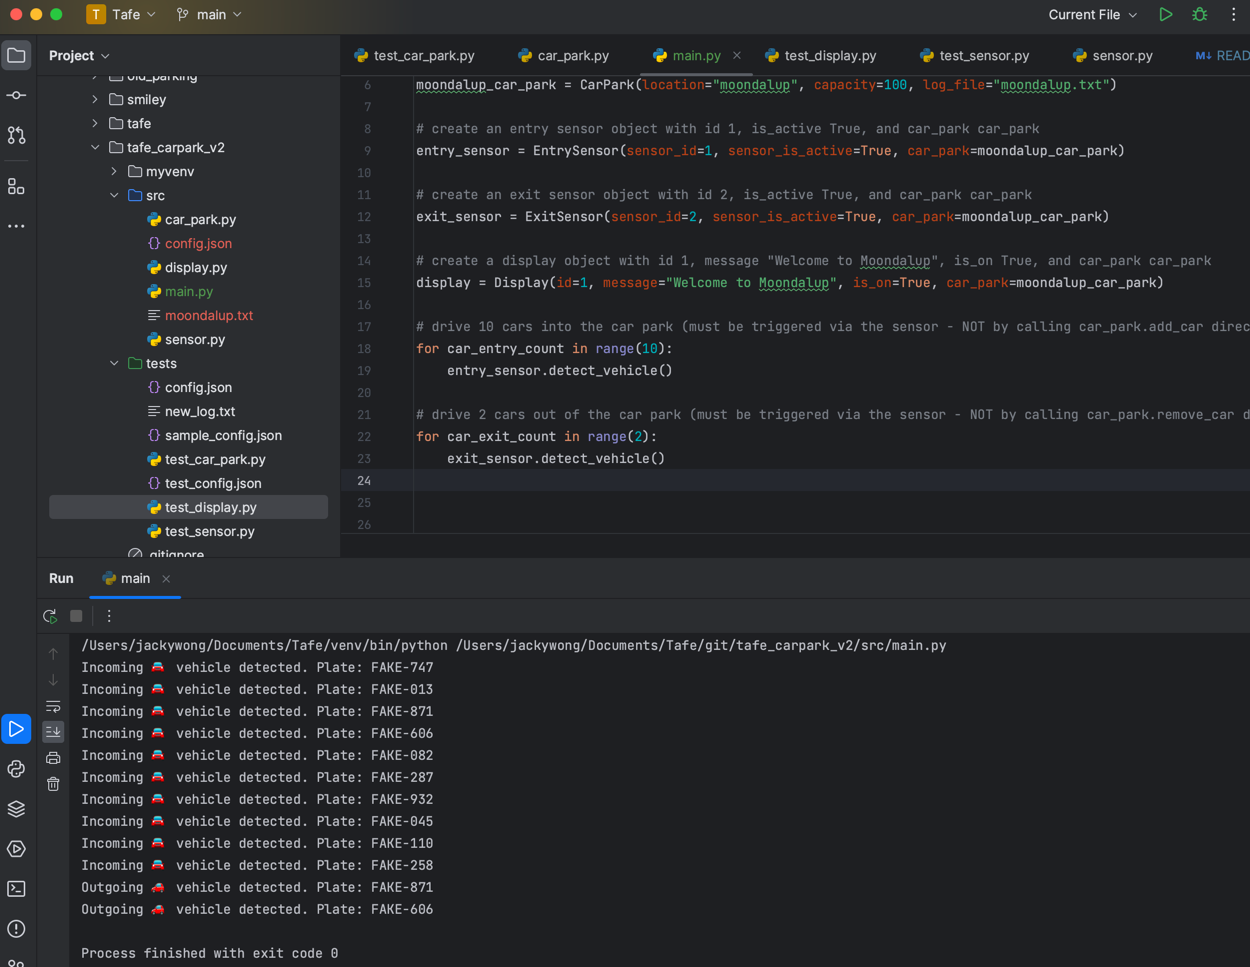 T Tafe main Current File
Project
old_parking
smiley
tafe
tafe_carpark_v2
myvenv
src
car_park.py
config.json
display.py
main.py
moondalup.txt
sensor.py
tests
config.json
new_log.txt
sample_config.json
test_car_park.py
test_config.json
test_display.py
test_sensor.py
.gitignore
test_car_park.py car_park.py main.py test_display.py test_sensor.py sensor.py M↓ READ
6 moondalup_car_park = CarPark(location="moondalup", capacity=100, log_file="moondalup.txt")
7
8 # create an entry sensor object with id 1, is_active True, and car_park car_park
9 entry_sensor = EntrySensor(sensor_id=1, sensor_is_active=True, car_park=moondalup_car_park)
10
11 # create an exit sensor object with id 2, is_active True, and car_park car_park
12 exit_sensor = ExitSensor(sensor_id=2, sensor_is_active=True, car_park=moondalup_car_park)
13
14 # create a display object with id 1, message "Welcome to Moondalup", is_on True, and car_park car_park
15 display = Display(id=1, message="Welcome to Moondalup", is_on=True, car_park=moondalup_car_park)
16
17 # drive 10 cars into the car park (must be triggered via the sensor - NOT by calling car_park.add_car direc
18 for car_entry_count in range(10):
19 entry_sensor.detect_vehicle()
20
21 # drive 2 cars out of the car park (must be triggered via the sensor - NOT by calling car_park.remove_car d
22 for car_exit_count in range(2):
23 exit_sensor.detect_vehicle()
24
25
26
Run main
/Users/jackywong/Documents/Tafe/venv/bin/python /Users/jackywong/Documents/Tafe/git/tafe_carpark_v2/src/main.py
Incoming 🚘 vehicle detected. Plate: FAKE-747
Incoming 🚘 vehicle detected. Plate: FAKE-013
Incoming 🚘 vehicle detected. Plate: FAKE-871
Incoming 🚘 vehicle detected. Plate: FAKE-606
Incoming 🚘 vehicle detected. Plate: FAKE-082
Incoming 🚘 vehicle detected. Plate: FAKE-287
Incoming 🚘 vehicle detected. Plate: FAKE-932
Incoming 🚘 vehicle detected. Plate: FAKE-045
Incoming 🚘 vehicle detected. Plate: FAKE-110
Incoming 🚘 vehicle detected. Plate: FAKE-258
Outgoing 🚗 vehicle detected. Plate: FAKE-871
Outgoing 🚗 vehicle detected. Plate: FAKE-606
Process finished with exit code 0